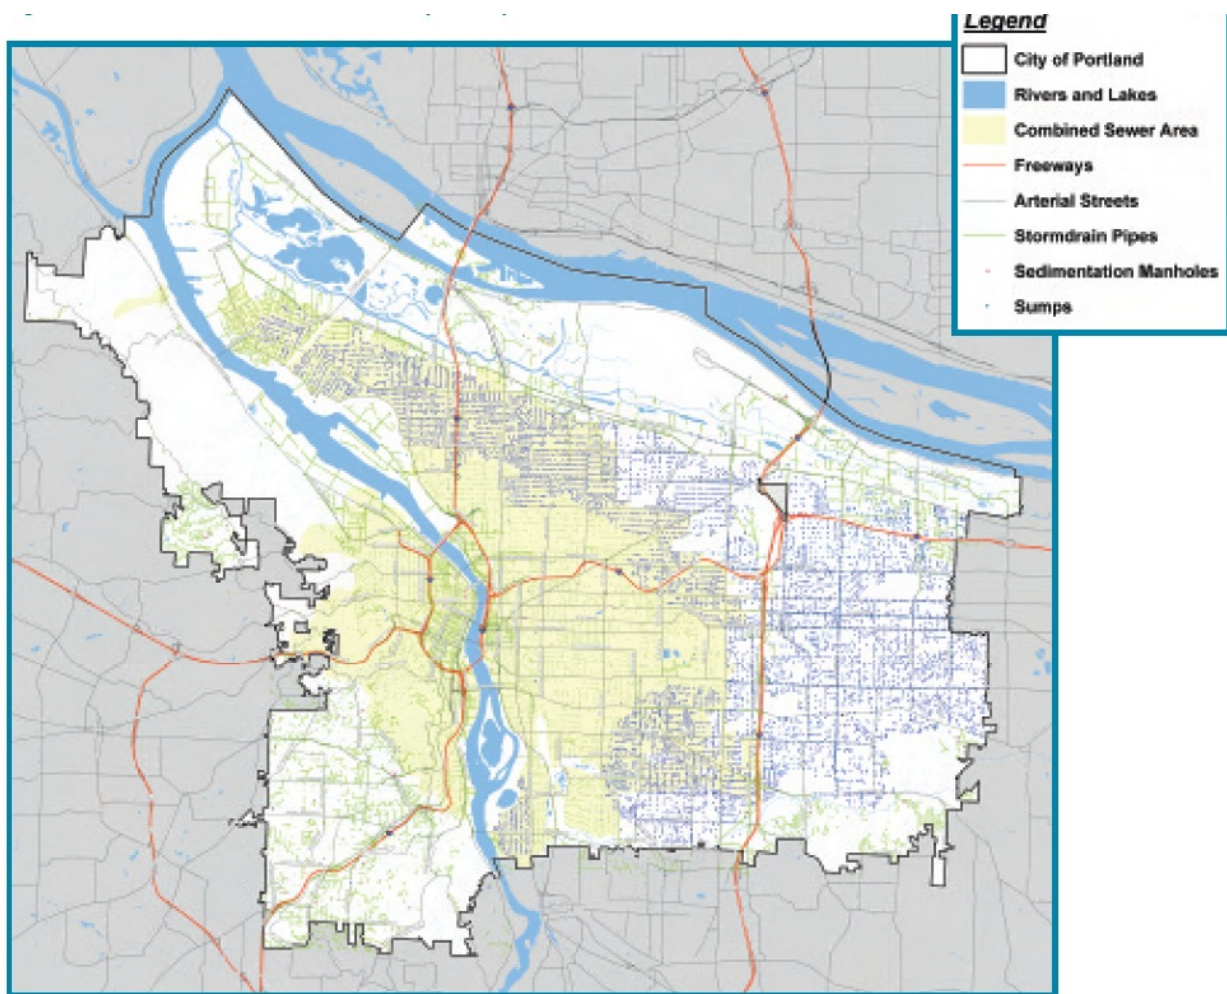 Legend
City of Portland
Rivers and Lakes
Combined Sewer Area
Freeways
Arterial Streets
Stormdrain Pipes
Sedimentation Manholes
Sumps